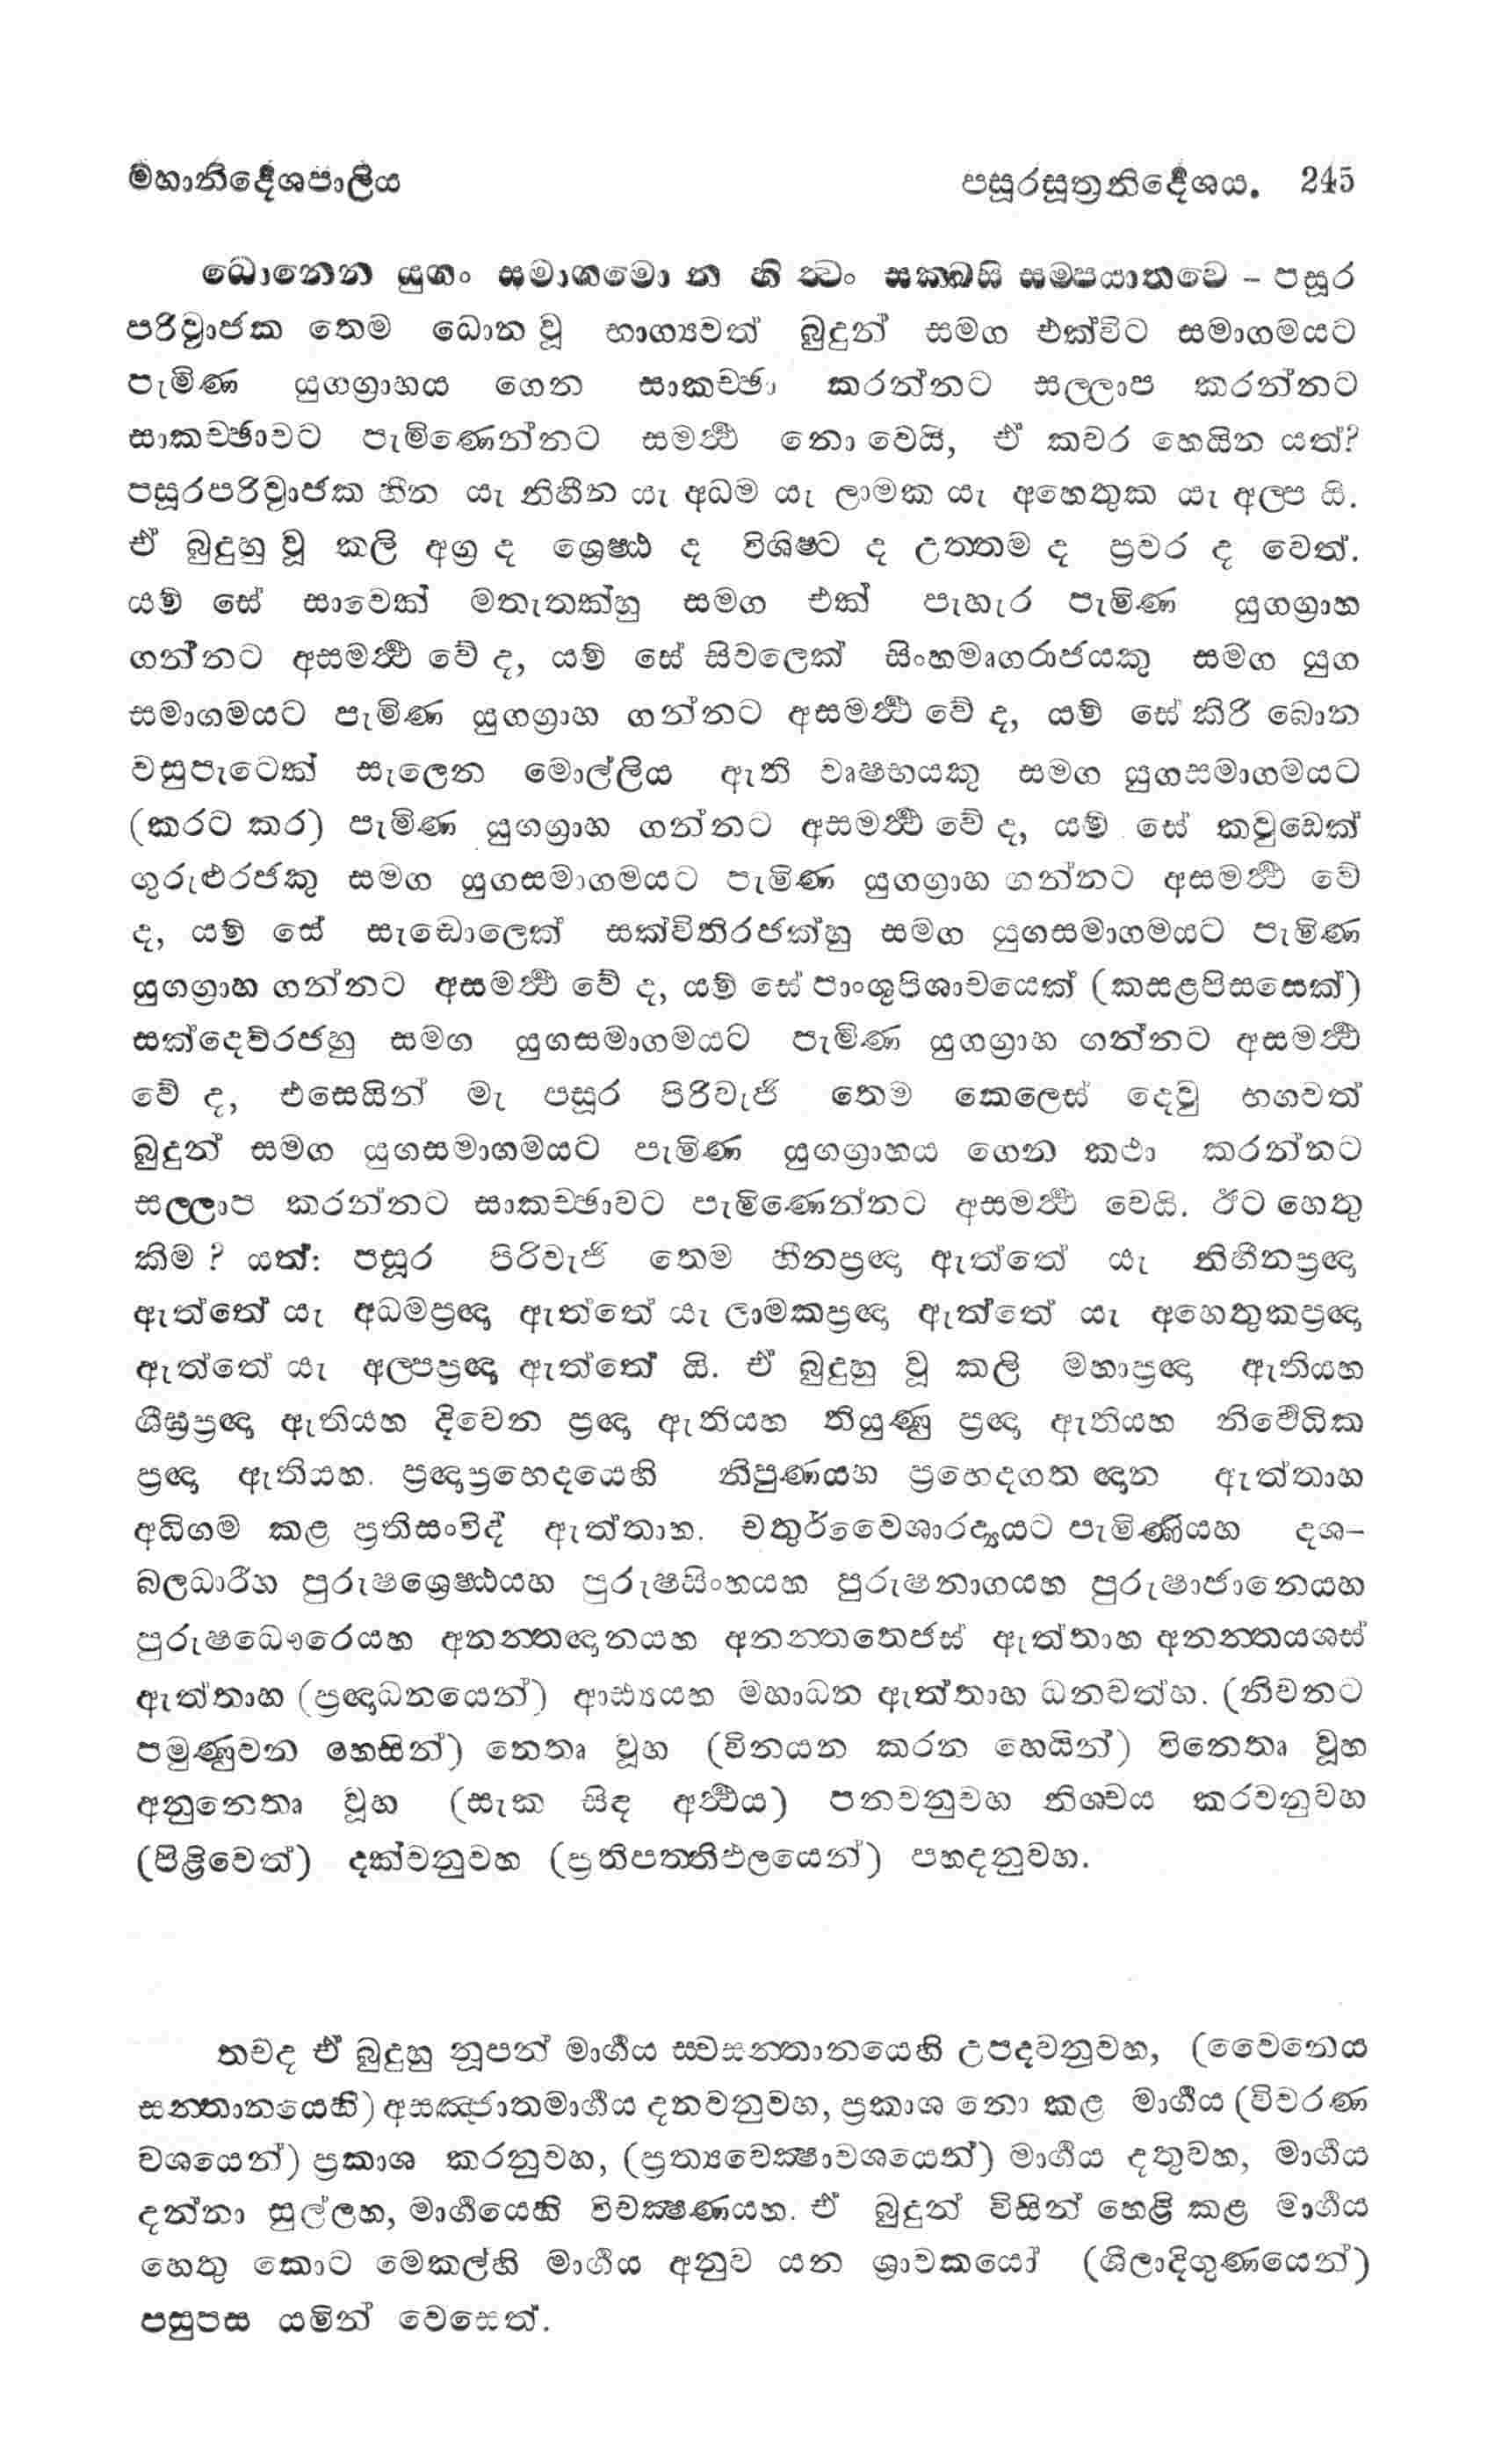 මහානිර්දේශපාලිය පසූරසූත්‍රනිර්දේශය. 245
ධොනෙන යුගං සමාගමො න හි ත්‍වං සක්ඛසි සම්පයාතවෙ – පසූර
පරිව්‍රාජක තෙම ධොන වූ භාග්‍යවත් බුදුන් සමග එක්විට සමාගමයට
පැමිණ යුගග්‍රාහය ගෙන සාකච්ඡා කරන්නට සල්ලාප කරන්නට
සාකච්ඡාවට පැමිණෙන්නට සමර්ථ නො වෙයි, ඒ කවර හෙයින යත්?
පසූරපරිව්‍රාජක හීන යැ නිහීන යැ අධම යැ ලාමක යැ අහෙතුක යැ අල්ප යි.
ඒ බුදුහු වූ කලි අග්‍ර ද ශ්‍රෙෂ්ඨ ද විශිෂ්ට ද උත්තම ද ප්‍රවර ද වෙත්.
යම් සේ සාවෙක් මතැතක්හු සමග එක් පැහැර පැමිණ යුගග්‍රාහ
ගන්නට අසමර්ථ වේ ද, යම් සේ සිවලෙක් සිංහමෘගරාජයකු සමග යුග
සමාගමයට පැමිණ යුගග්‍රාහ ගන්නට අසමර්ථ වේ ද, යම් සේ කිරි බොන
වසුපැටෙක් සැලෙන මොල්ලිය ඇති වෘෂභයකු සමග යුගසමාගමයට
(කරට කර) පැමිණ යුගග්‍රාහ ගන්නට අසමර්ථ වේ ද, යම් සේ කවුඩෙක්
ගුරුළුරජකු සමග යුගසමාගමයට පැමිණ යුගග්‍රාහ ගන්නට අසමර්ථ වේ
ද, යම් සේ සැඩොලෙක් සක්විතිරජක්හු සමග යුගසමාගමයට පැමිණ
යුගග්‍රාහ ගන්නට අසමර්ථ වේ ද, යම් සේ පාංශුපිශාචයෙක් (කසළපිසසෙක්)
සක්දෙව්රජහු සමග යුගසමාගමයට පැමිණ යුගග්‍රාහ ගන්නට අසමර්ථ
වේ ද, එසෙයින් මැ පසූර පිරිවැජි තෙම කෙලෙස් දෙවූ භගවත්
බුදුන් සමග යුගසමාගමයට පැමිණ යුගග්‍රාහය ගෙන කථා කරන්නට
සල්ලාප කරන්නට සාකච්ඡාවට පැමිණෙන්නට අසමර්ථ වෙයි. ඊට හෙතු
කිම ? යත්: පසූර පිරිවැජි තෙම හීනප්‍රඥා ඇත්තේ යැ නිහීනප්‍රඥා
ඇත්තේ යැ අධමප්‍රඥා ඇත්තේ යැ ලාමකප්‍රඥා ඇත්තේ යැ අහෙතුකප්‍රඥා
ඇත්තේ යැ අල්පප්‍රඥා ඇත්තේ යි. ඒ බුදුහු වූ කලි මහාප්‍රඥා ඇතියහ
ශීඝ්‍රප්‍රඥා ඇතියහ දිවෙන ප්‍රඥා ඇතියහ තියුණු ප්‍රඥා ඇතියහ නිර්වේධික
ප්‍රඥා ඇතියහ. ප්‍රඥාප්‍රභෙදයෙහි නිපුණයහ ප්‍රභෙදගත ඥාන ඇත්තාහ
අධිගම කළ ප්‍රතිසංවිද් ඇත්තාහ. චතුර්වෛශාරද්‍යයට පැමිණියහ දශ–
බලධාරීහ පුරුෂශ්‍රෙෂ්ඨයහ පුරුෂසිංහයහ පුරුෂනාගයහ පුරුෂාජානෙයහ
පුරුෂධෞරෙයහ අනන්තඥානයහ අනන්තතෙජස් ඇත්තාහ අනන්තයශස්
ඇත්තාහ (ප්‍රඥාධනයෙන්) ආඪ්‍යයහ මහාධන ඇත්තාහ ධනවත්හ. (නිවනට
පමුණුවන හෙසින්) නෙතෘ වූහ (විනයන කරන හෙයින්) විනෙතෘ වූහ
අනුනෙතෘ වූහ (සැක සිඳ අර්ථය) පනවනුවහ නිශ්චය කරවනුවහ
(පිළිවෙත්) දක්වනුවහ (ප්‍රතිපත්තිඵලයෙන්) පහදනුවහ.
තවද ඒ බුදුහු නූපන් මාර්ගය ස්වසන්තානයෙහි උපදවනුවහ, (වෛනෙය
සන්තානයෙහි) අසඤ්ජාතමාර්ගය දනවනුවහ, ප්‍රකාශ නො කළ මාර්ගය (විවරණ
වශයෙන්) ප්‍රකාශ කරනුවහ, (ප්‍රත්‍යවෙක්ෂාවශයෙන්) මාර්ගය දතුවහ, මාර්ගය
දන්නා සුල්ලහ, මාර්ගයෙහි විචක්ෂණයහ. ඒ බුදුන් විසින් හෙළි කළ මාර්ගය
හෙතු කොට මෙකල්හි මාර්ගය අනුව යන ශ්‍රාවකයෝ (ශීලාදිගුණයෙන්)
පසුපස යමින් වෙසෙත්.